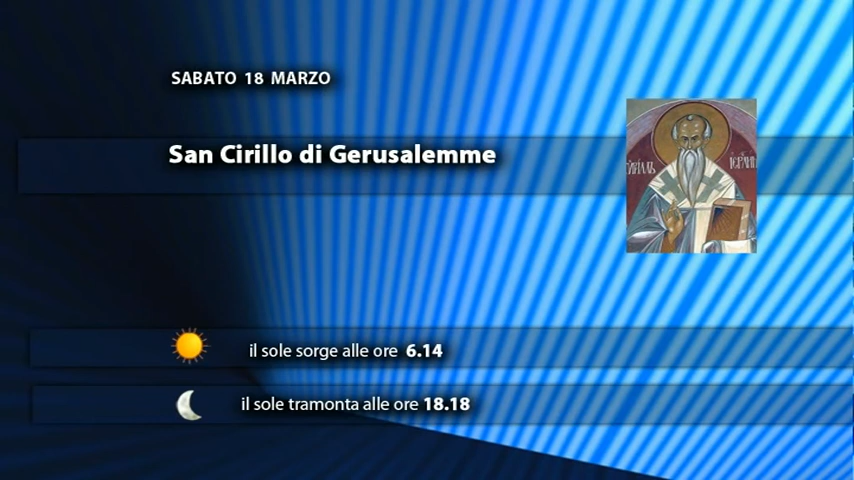 SABATO 18 MARZO
San Cirillo di Gerusalemme
il sole sorge alle ore 6.14
il sole tramonta alle ore 18.18